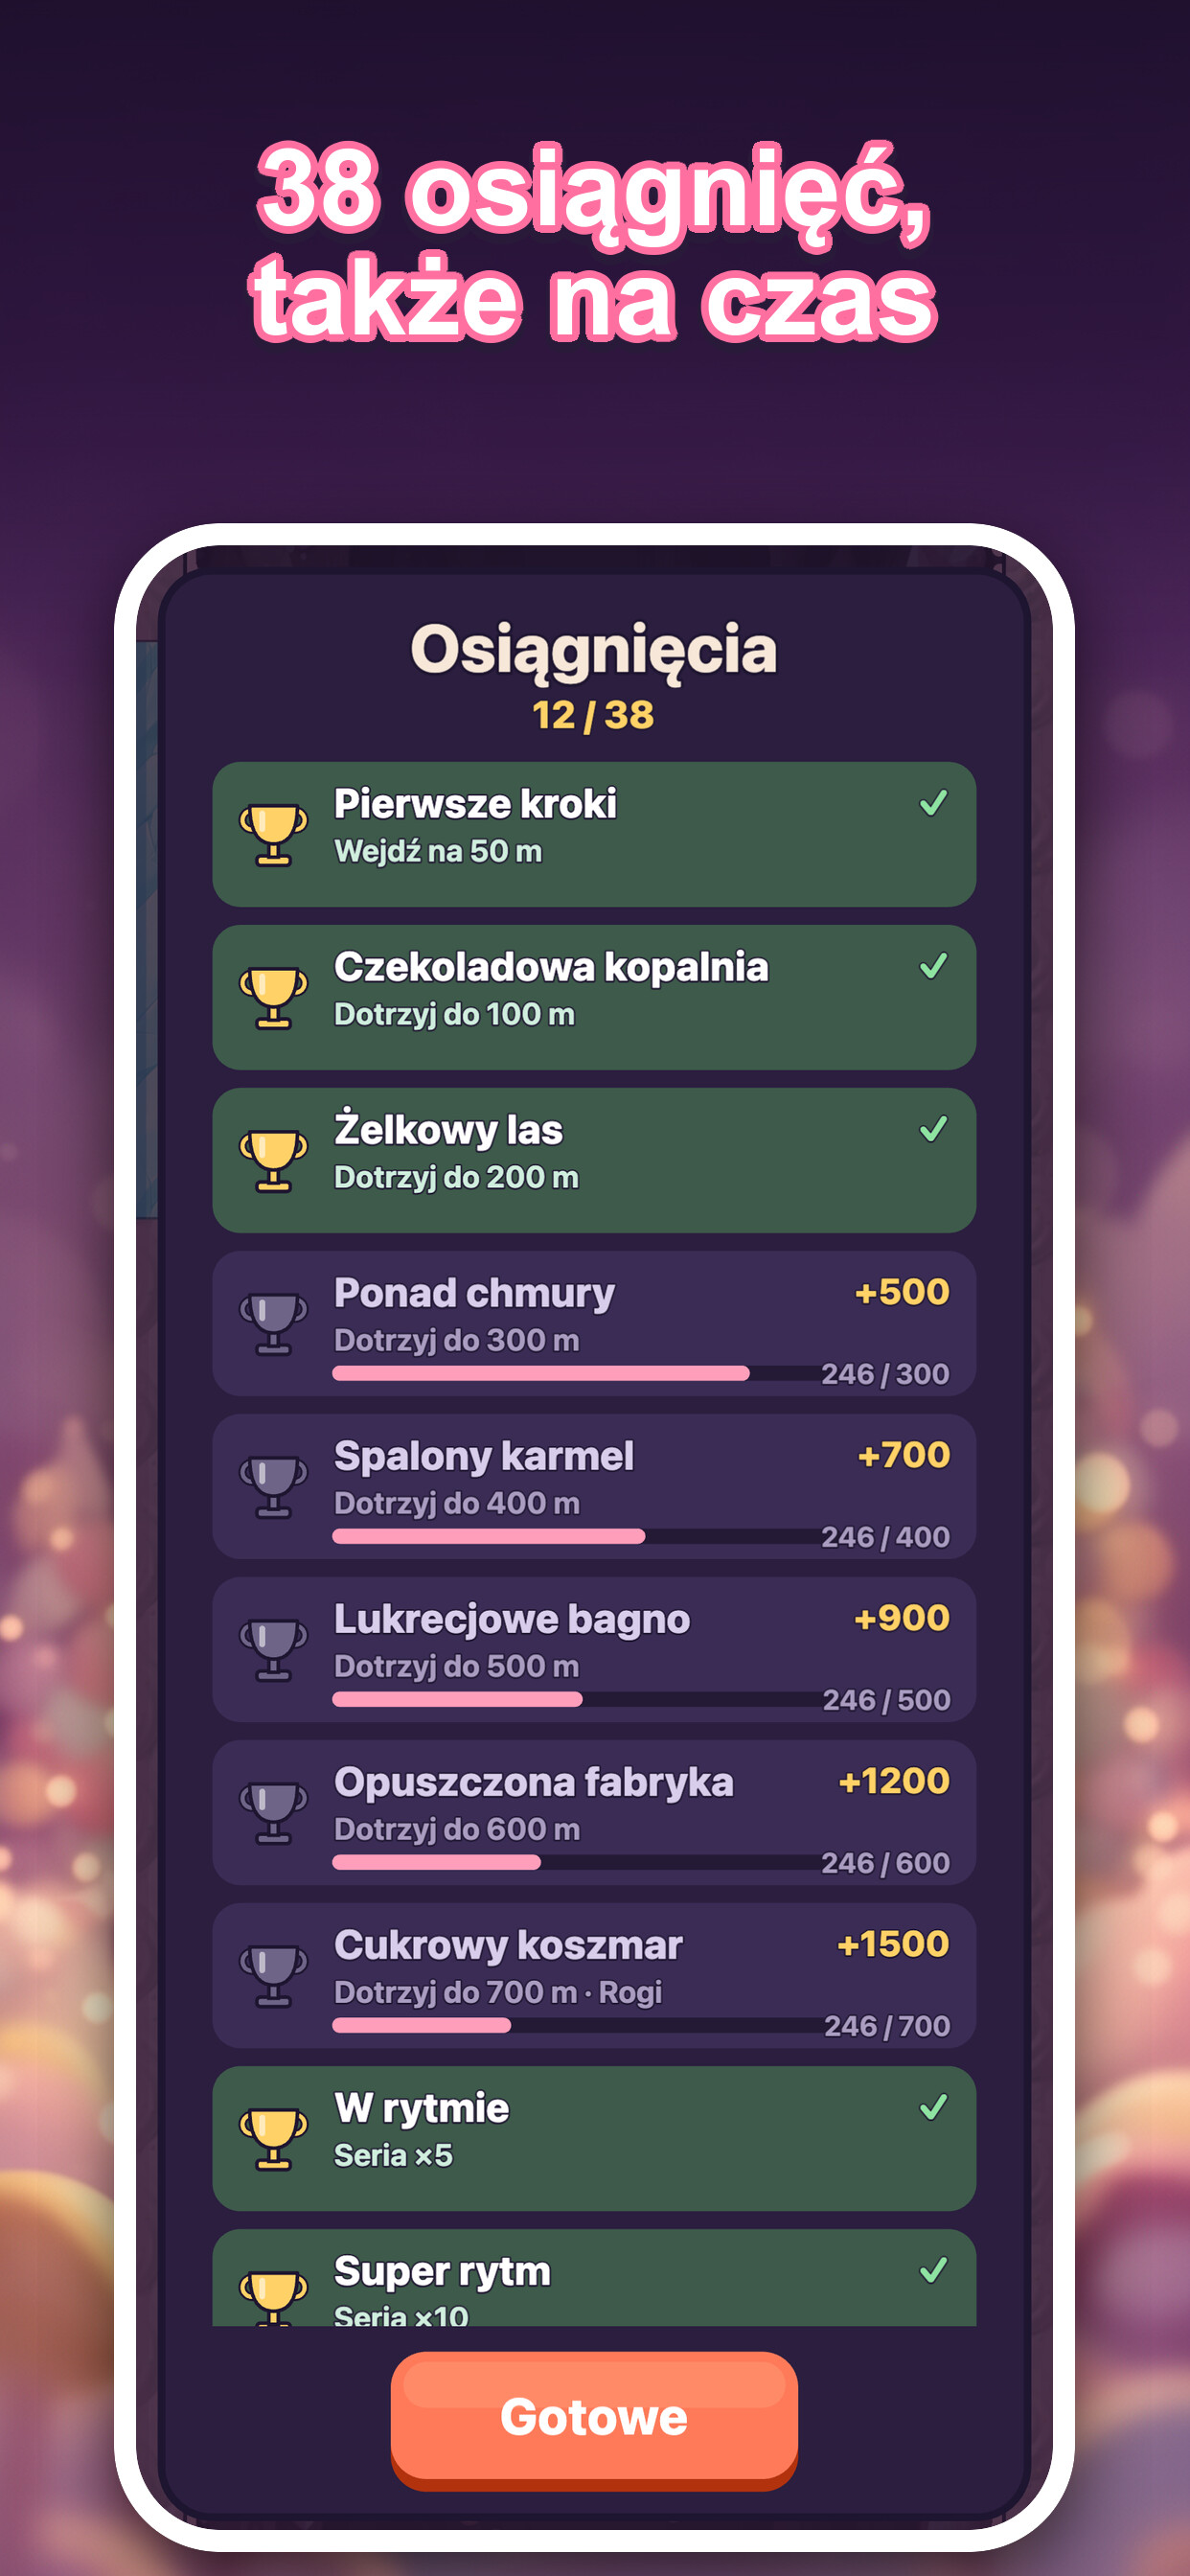 38 osiągnięć,
także na czas
Osiągnięcia
12 / 38
Pierwsze kroki
Wejdź na 50 m
Czekoladowa kopalnia
Dotrzyj do 100 m
Żelkowy las
Dotrzyj do 200 m
Ponad chmury +500
Dotrzyj do 300 m
246 / 300
Spalony karmel +700
Dotrzyj do 400 m
246 / 400
Lukrecjowe bagno +900
Dotrzyj do 500 m
246 / 500
Opuszczona fabryka +1200
Dotrzyj do 600 m
246 / 600
Cukrowy koszmar +1500
Dotrzyj do 700 m · Rogi
246 / 700
W rytmie
Seria ×5
Super rytm
Seria ×10
Gotowe